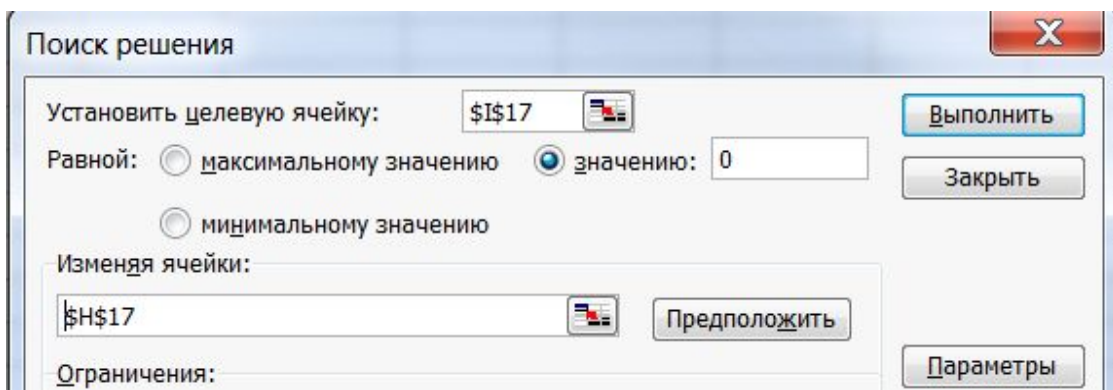 Поиск решения
Установить целевую ячейку: $I$17 Выполнить
Равной: максимальному значению значению: 0 Закрыть
минимальному значению
Изменяя ячейки:
$H$17 Предположить
Ограничения: Параметры